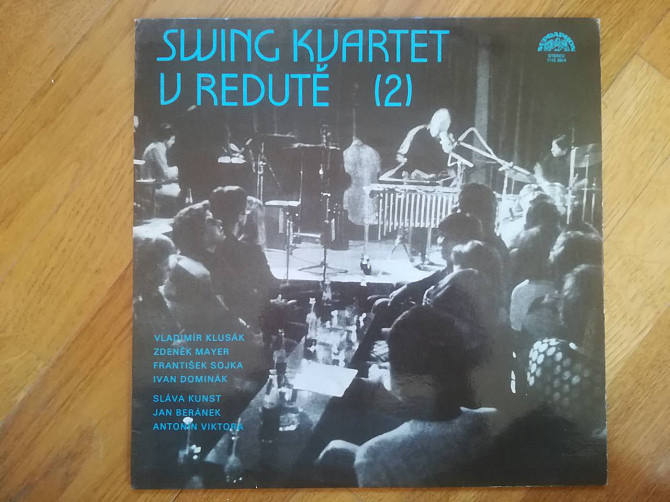 SWING KVARTET
V REDUTĚ (2)
SUPRAPHON
STEREO
VLADIMÍR KLUSÁK
ZDENĚK MAYER
FRANTIŠEK SOJKA
IVAN DOMINÁK
SLÁVA KUNST
JAN BERÁNEK
ANTONÍN VIKTORA